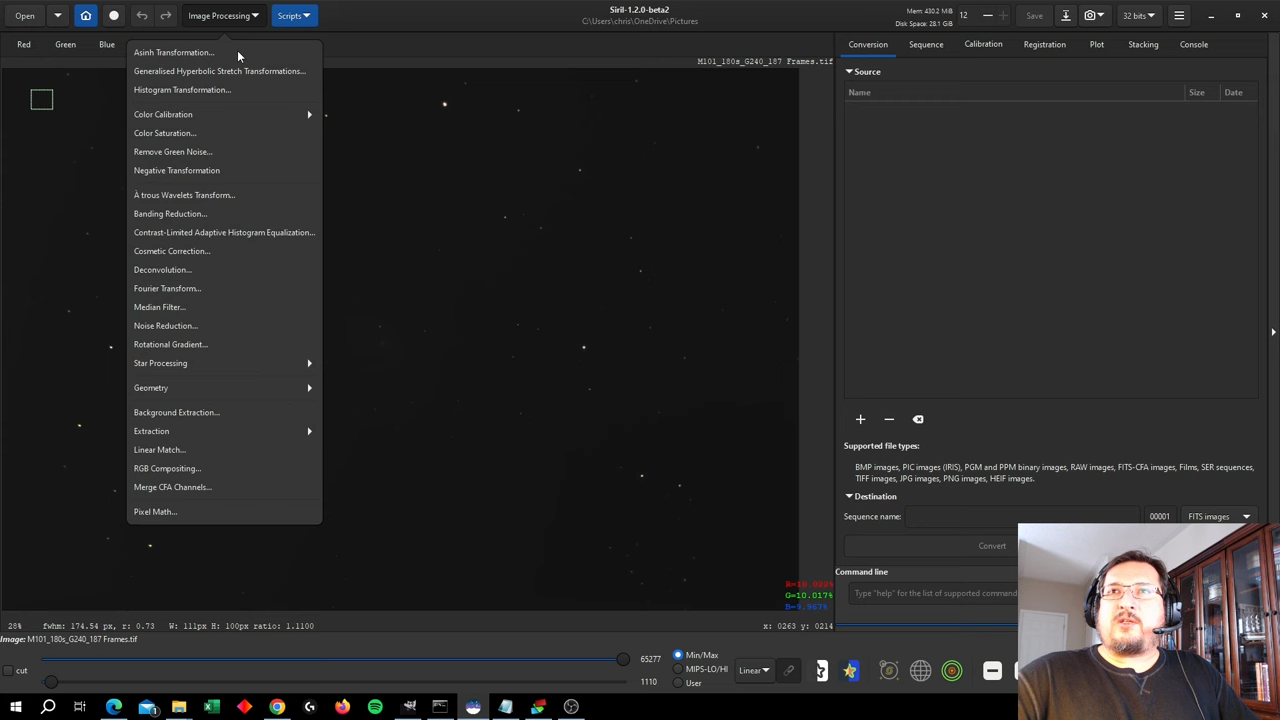 Open
Image Processing
Scripts
Siril-1.2.0-beta2
C:\Users\chris\OneDrive\Pictures
Mem: 430.2 MiB
Disk Space: 28.1 GB
12
Save
32 bits
Red
Green
Blue
M101_180s_G240_187 Frames.tif
Asinh Transformation...
Generalised Hyperbolic Stretch Transformations...
Histogram Transformation...
Color Calibration
Color Saturation...
Remove Green Noise...
Negative Transformation
À trous Wavelets Transform...
Banding Reduction...
Contrast-Limited Adaptive Histogram Equalization...
Cosmetic Correction...
Deconvolution...
Fourier Transform...
Median Filter...
Noise Reduction...
Rotational Gradient...
Star Processing
Geometry
Background Extraction...
Extraction
Linear Match...
RGB Compositing...
Merge CFA Channels...
Pixel Math...
Conversion
Sequence
Calibration
Registration
Plot
Stacking
Console
Source
Name
Size
Date
Supported file types:
BMP images, PIC images (IRIS), PGM and PPM binary images, RAW images, FITS-CFA images, Films, SER sequences,
TIFF images, JPG images, PNG images, HEIF images.
Destination
Sequence name:
00001
FITS images
Convert
Command line
Type "help" for the list of supported command
G=10.017%
28%
fwhm: 174.54 px, r: 0.73
W: 111px H: 100px ratio: 1.1100
x: 0263 y: 0214
Image: M101_180s_G240_187 Frames.tif
cut
65277
1110
Min/Max
MIPS-LO/HI
User
Linear